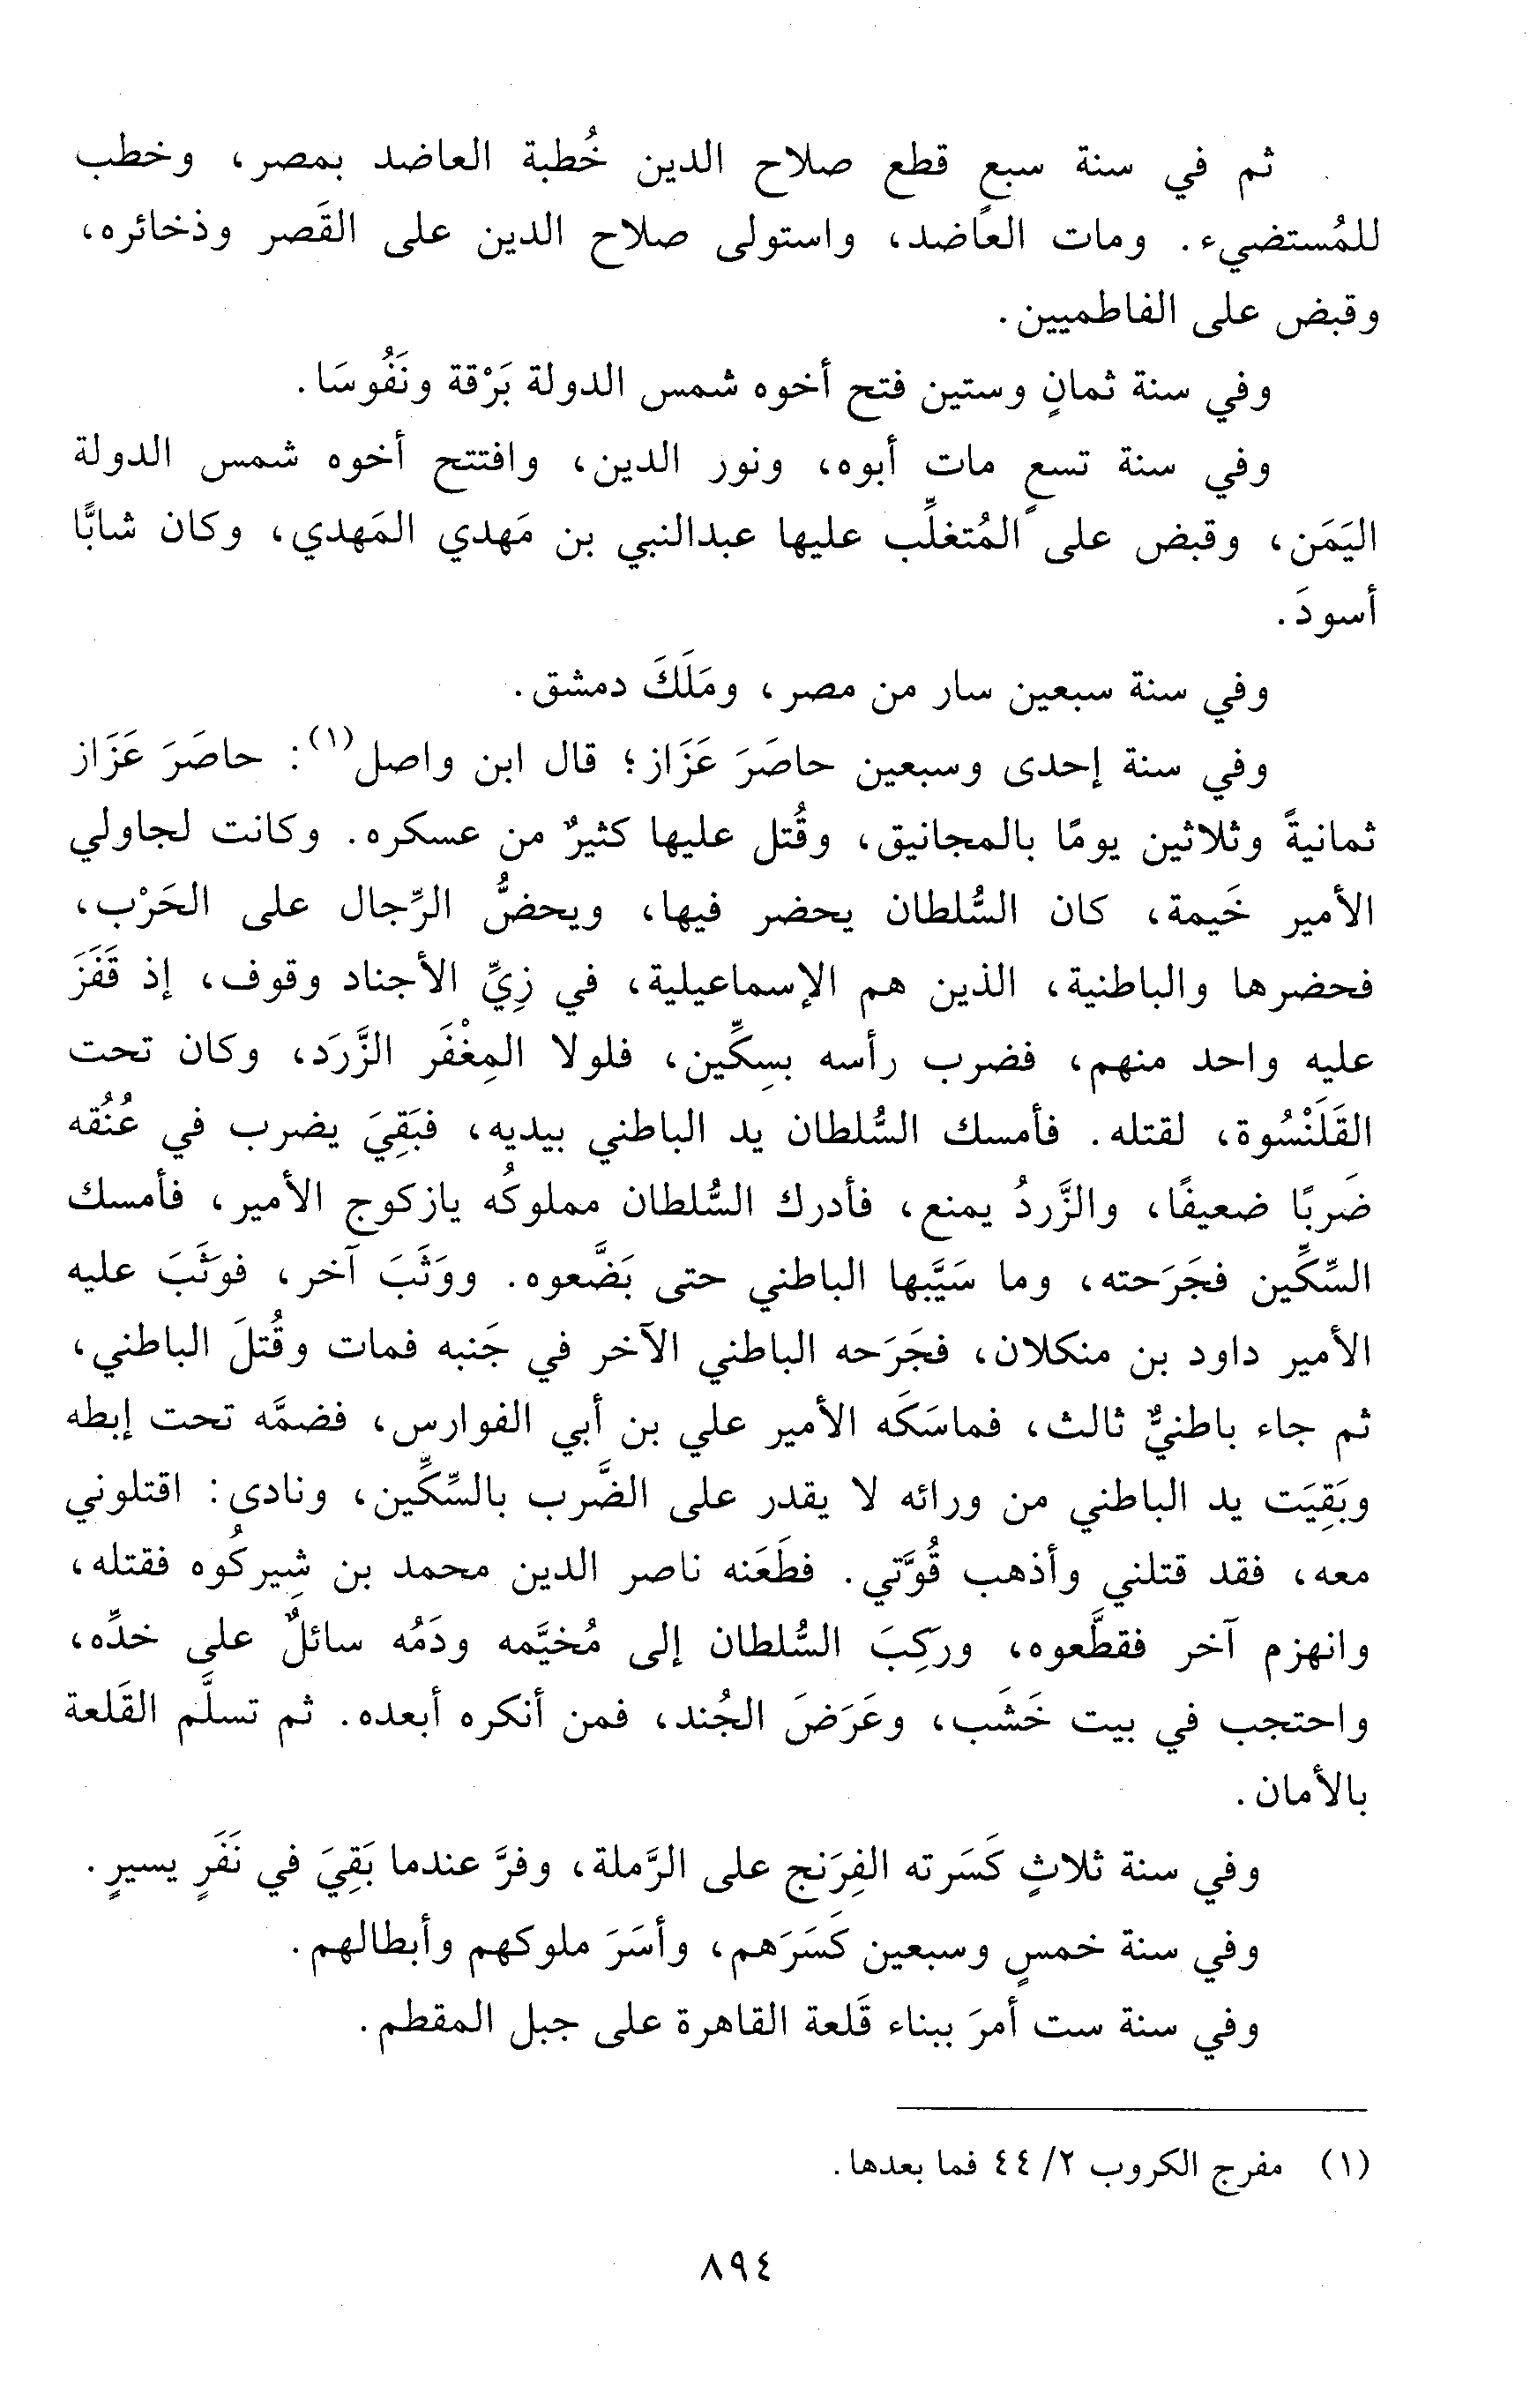 ثم في سنة سبعٍ قطع صلاح الدين خُطبة العاضد بمصر، وخطب
للمُستضيء. ومات العاضد، واستولى صلاح الدين على القَصر وذخائره،
وقبض على الفاطميين.
وفي سنة ثمانٍ وستين فتح أخوه شمس الدولة بَرْقة ونَفُوسَا.
وفي سنة تسعٍ مات أبوه، ونور الدين، وافتتح أخوه شمس الدولة
اليَمَن، وقبض على المُتغلِّب عليها عبدالنبي بن مَهدي المَهدي، وكان شابًّا
أسودَ.
وفي سنة سبعين سار من مصر، ومَلَكَ دمشق.
وفي سنة إحدى وسبعين حاصَرَ عَزَاز؛ قال ابن واصل(١): حاصَرَ عَزَاز
ثمانيةً وثلاثين يومًا بالمجانيق، وقُتل عليها كثيرٌ من عسكره. وكانت لجاولي
الأمير خَيمة، كان السُّلطان يحضر فيها، ويحضُّ الرِّجال على الحَرْب،
فحضرها والباطنية، الذين هم الإسماعيلية، في زِيِّ الأجناد وقوف، إذ قَفَزَ
عليه واحد منهم، فضرب رأسه بسِكِّين، فلولا المِغْفَر الزَّرَد، وكان تحت
القَلَنْسُوة، لقتله. فأمسك السُّلطان يد الباطني بيديه، فبَقِيَ يضرب في عُنُقه
ضَربًا ضعيفًا، والزَّردُ يمنع، فأدرك السُّلطان مملوكُه يازكوج الأمير، فأمسك
السِّكِّين فجَرَحته، وما سَيَّبها الباطني حتى بَضَّعوه. ووَثَبَ آخر، فوَثَبَ عليه
الأمير داود بن منكلان، فجَرَحه الباطني الآخر في جَنبه فمات وقُتلَ الباطني،
ثم جاء باطنيٌّ ثالث، فماسَكَه الأمير علي بن أبي الفوارس، فضمَّه تحت إبطه
وبَقِيَت يد الباطني من ورائه لا يقدر على الضَّرب بالسِّكِّين، ونادى: اقتلوني
معه، فقد قتلني وأذهب قُوَّتي. فطَعَنه ناصر الدين محمد بن شِيركُوه فقتله،
وانهزم آخر فقطَّعوه، وركِبَ السُّلطان إلى مُخيَّمه ودَمُه سائلٌ على خدِّه،
واحتجب في بيت خَشَب، وعَرَضَ الجُند، فمن أنكره أبعده. ثم تسلَّم القَلعة
بالأمان.
وفي سنة ثلاثٍ كَسَرته الفِرَنج على الرَّملة، وفرَّ عندما بَقِيَ في نَفَرٍ يسيرٍ.
وفي سنة خمسٍ وسبعين كَسَرَهم، وأسَرَ ملوكهم وأبطالهم.
وفي سنة ست أمرَ ببناء قَلعة القاهرة على جبل المقطم.
(١) مفرج الكروب ٢/ ٤٤ فما بعدها.
٨٩٤